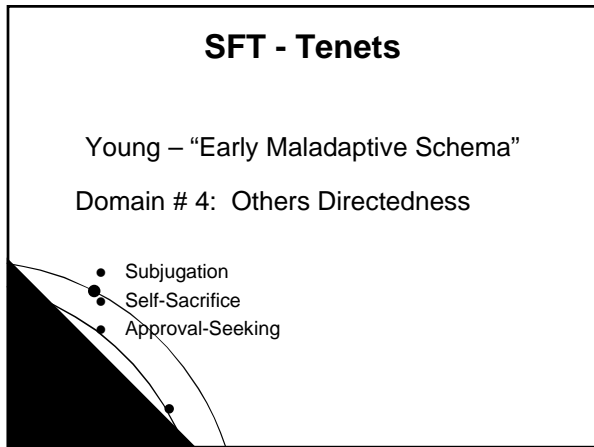 SFT - Tenets
Young – “Early Maladaptive Schema”
Domain # 4: Others Directedness
● Subjugation
● Self-Sacrifice
● Approval-Seeking